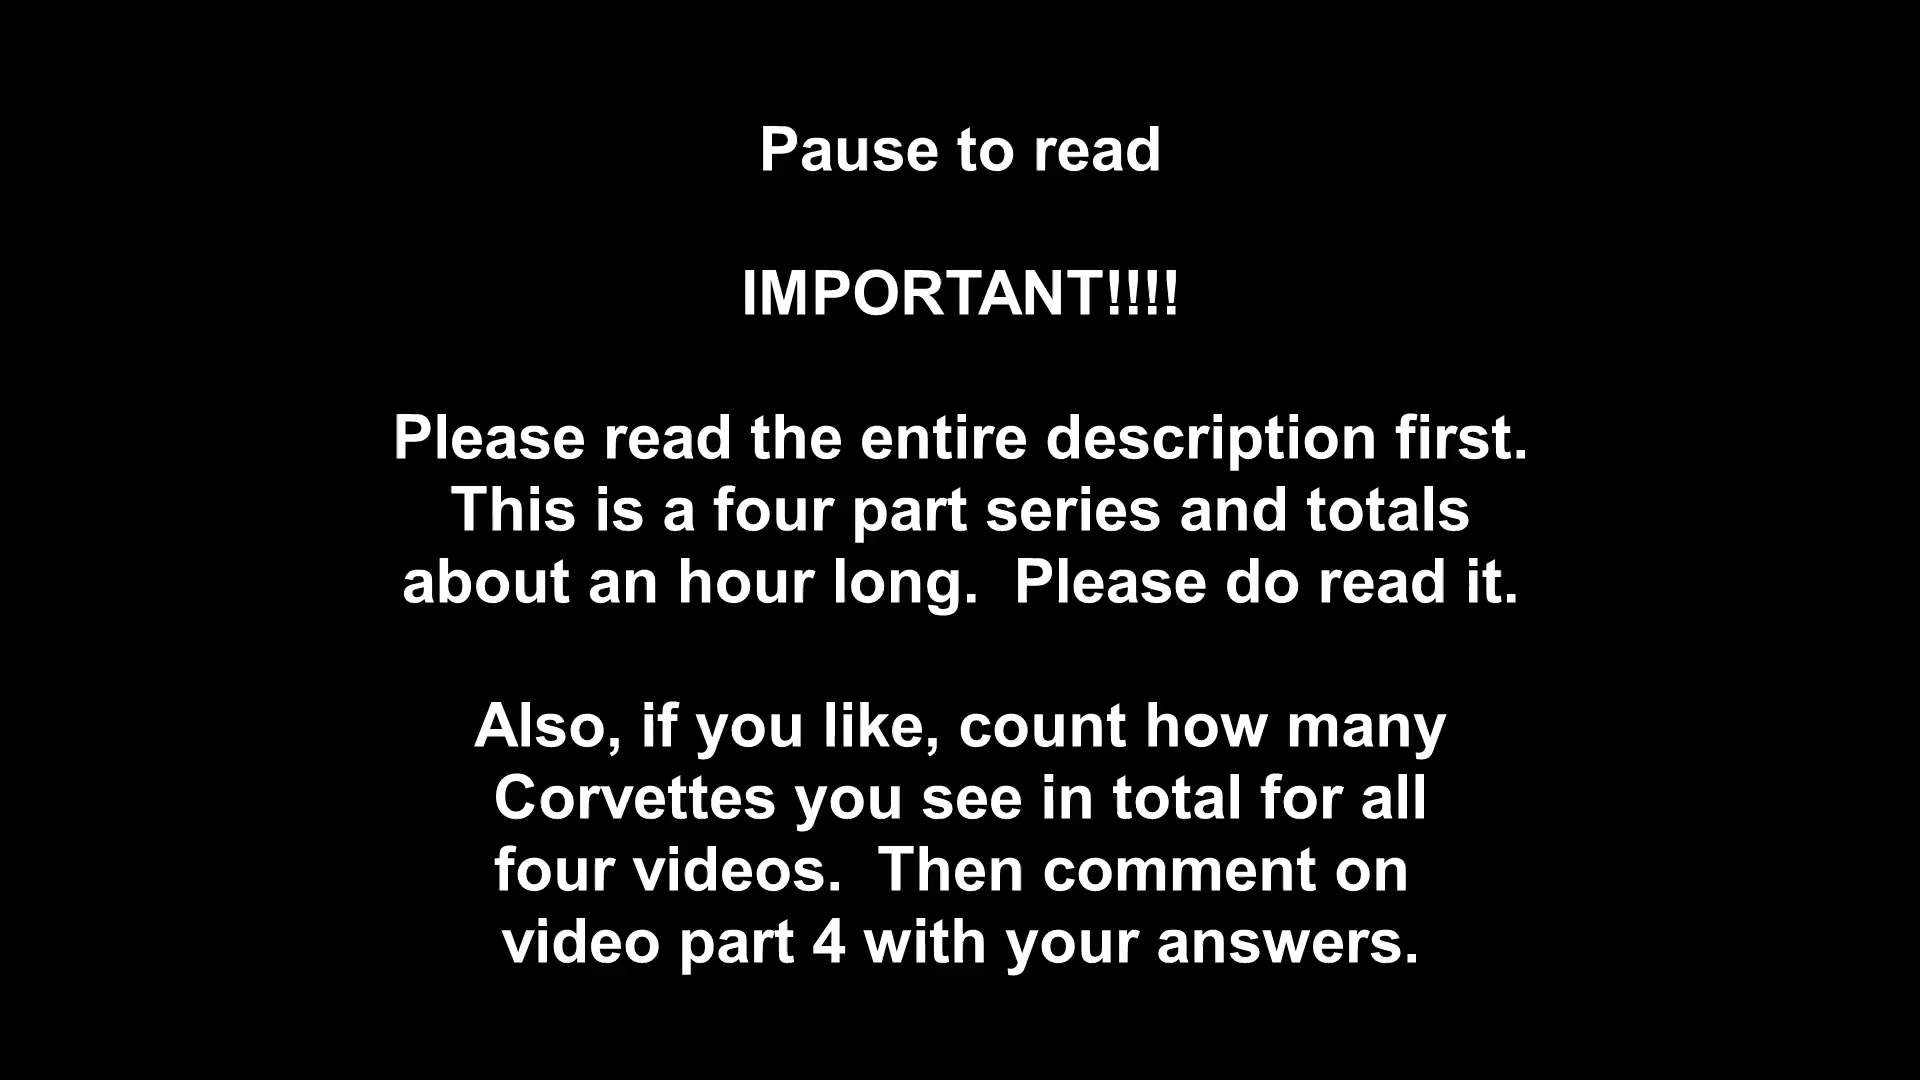 Pause to read
IMPORTANT!!!!
Please read the entire description first.
This is a four part series and totals
about an hour long.  Please do read it.
Also, if you like, count how many
Corvettes you see in total for all
four videos.  Then comment on
video part 4 with your answers.